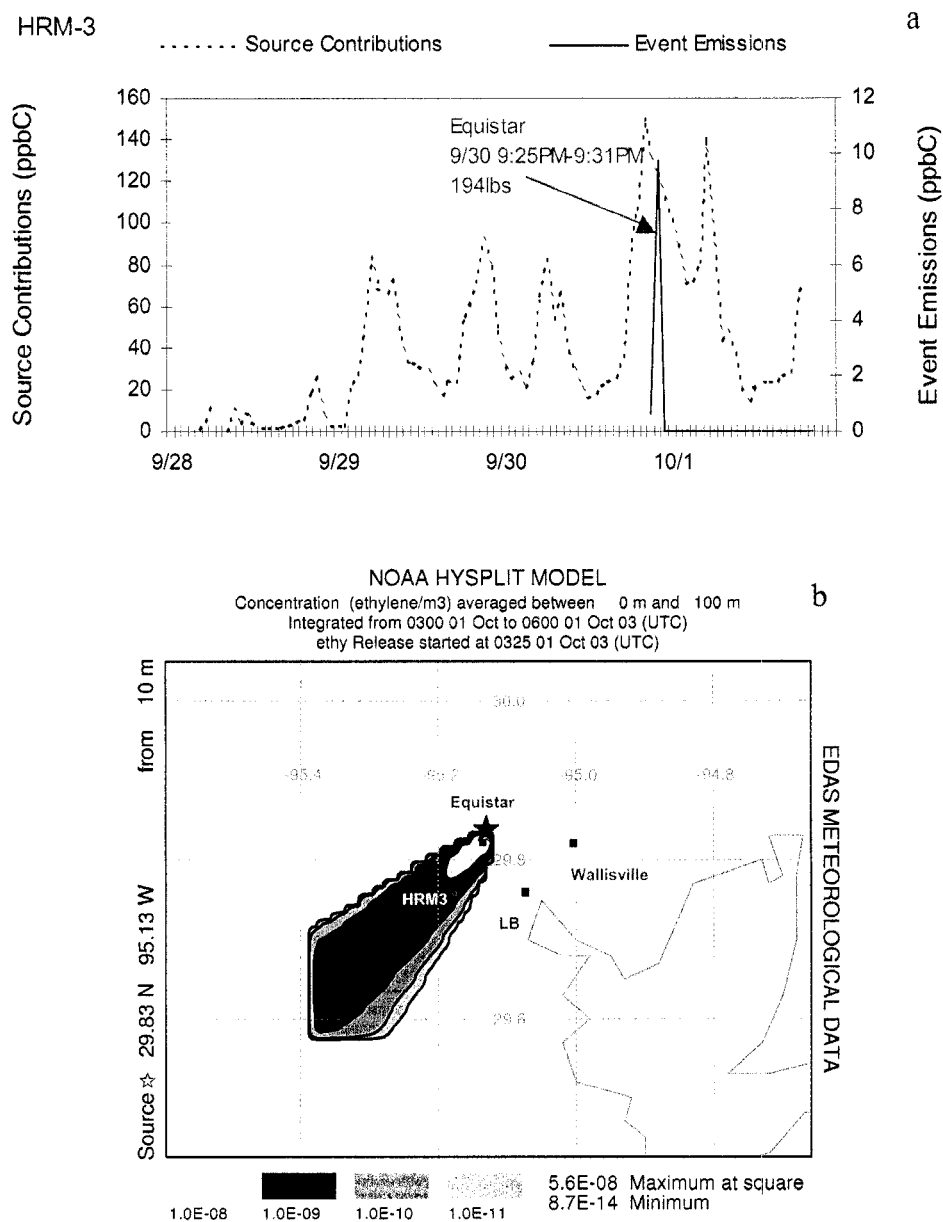 HRM-3
a
Source Contributions
Event Emissions
Source Contributions (ppbC)
160
140
120
100
80
60
40
20
0
Equistar
9/30 9:25PM-9:31PM
194lbs
12
10
8
6
4
2
0
Event Emissions (ppbC)
9/28
9/29
9/30
10/1
NOAA HYSPLIT MODEL
b
Concentration (ethylene/m3) averaged between 0 m and 100 m
Integrated from 0300 01 Oct to 0600 01 Oct 03 (UTC)
ethy Release started at 0325 01 Oct 03 (UTC)
Source ☆ 29.83 N 95.13 W from 10 m
30.0
-95.4
-95.2
-95.0
-94.8
Equistar
29.8
Wallisville
HRM3
LB
29.6
EDAS METEOROLOGICAL DATA
5.6E-08 Maximum at square
8.7E-14 Minimum
1.0E-08
1.0E-09
1.0E-10
1.0E-11